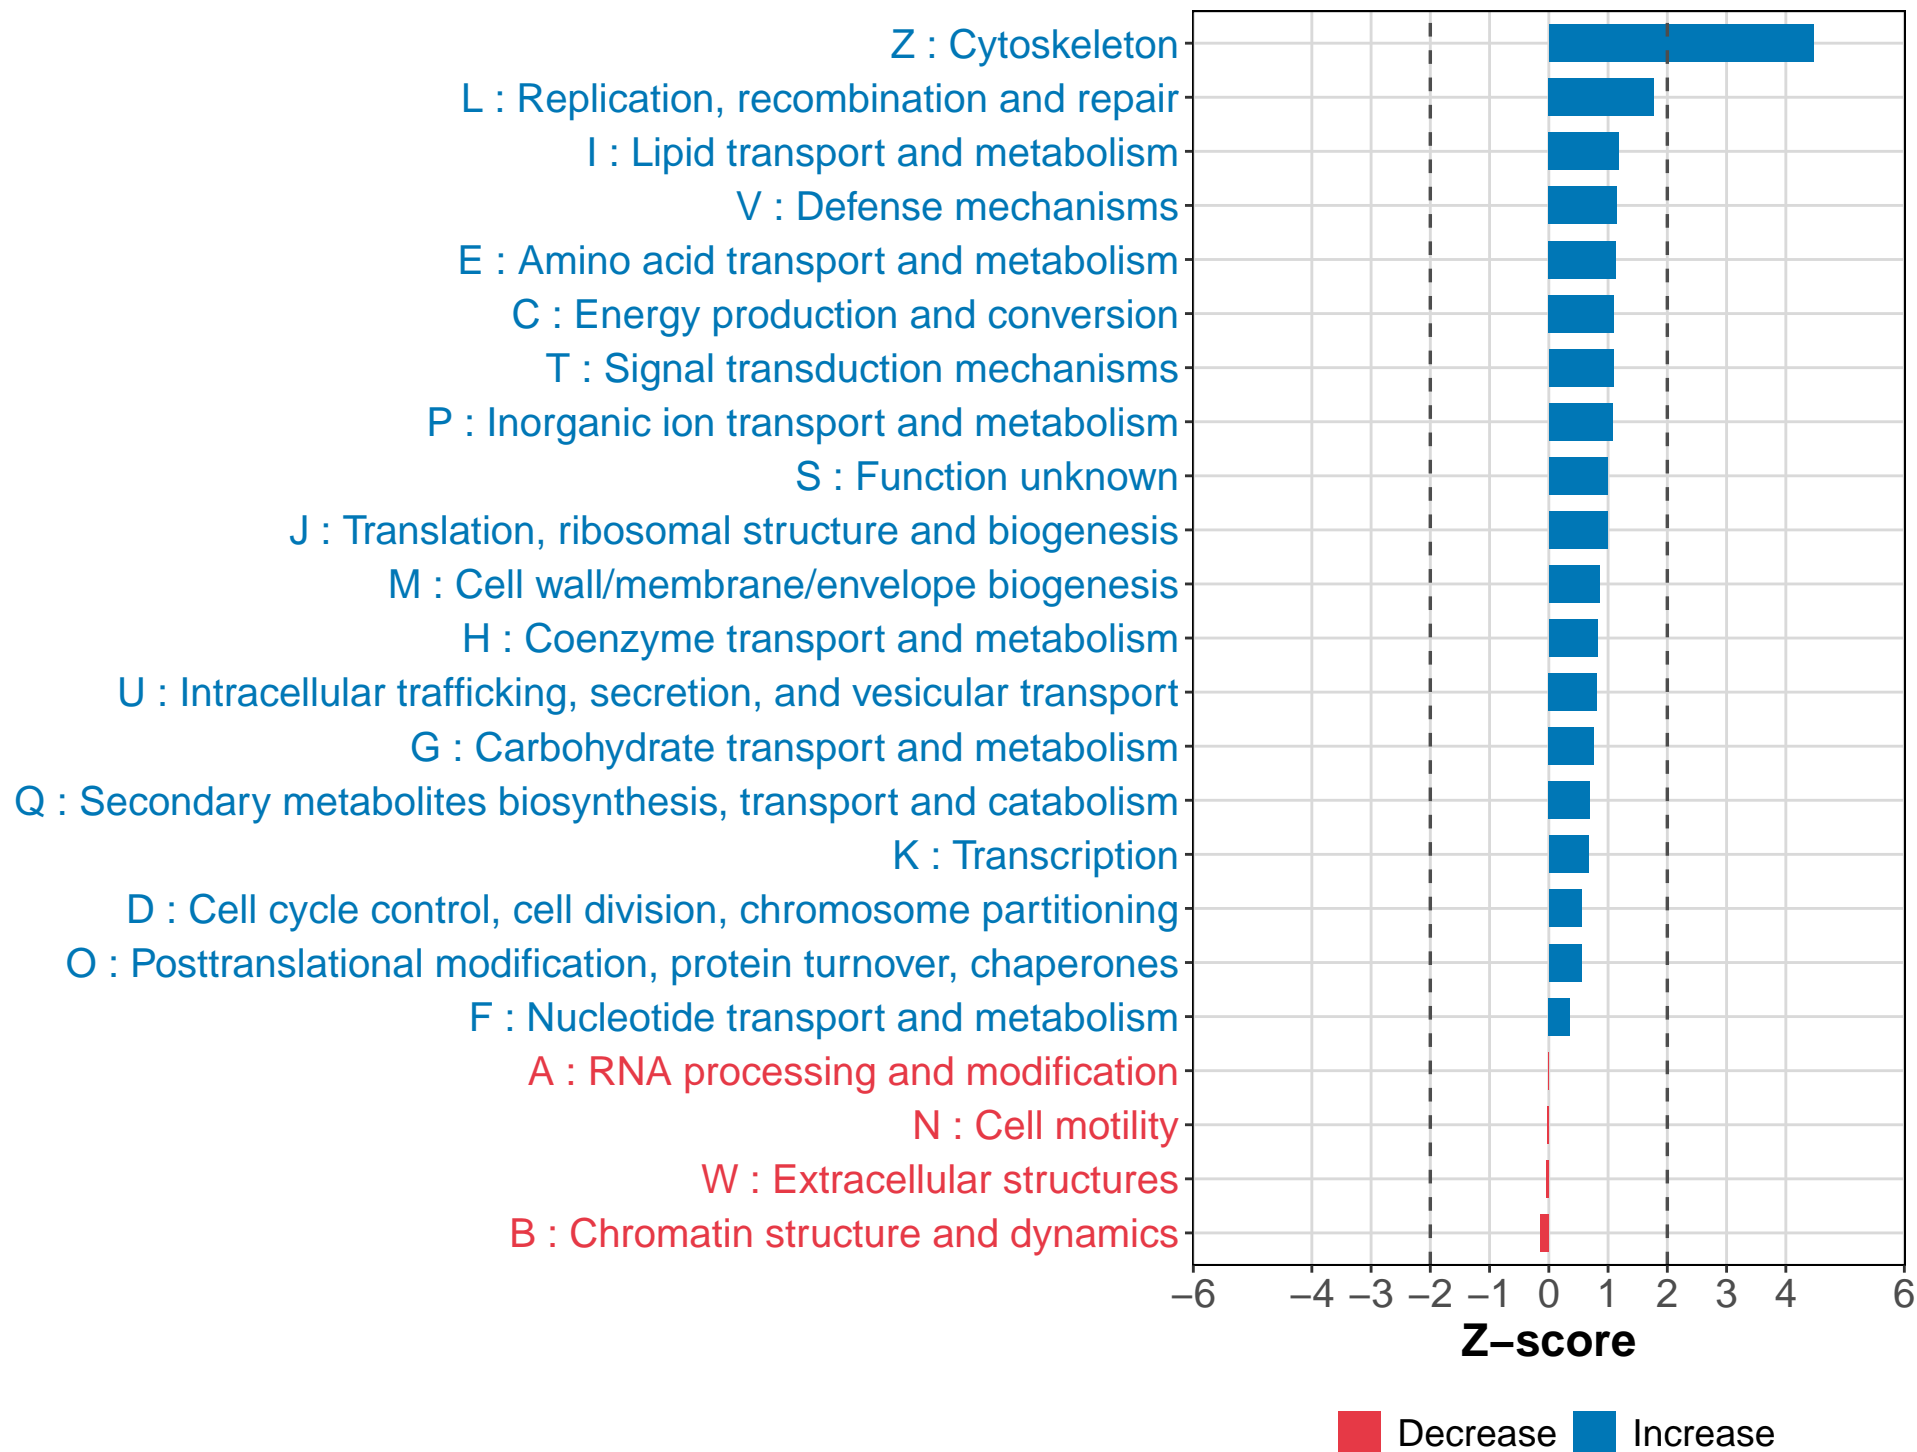 Z : Cytoskeleton
L : Replication, recombination and repair
I : Lipid transport and metabolism
V : Defense mechanisms
E : Amino acid transport and metabolism
C : Energy production and conversion
T : Signal transduction mechanisms
P : Inorganic ion transport and metabolism
S : Function unknown
J : Translation, ribosomal structure and biogenesis
M : Cell wall/membrane/envelope biogenesis
H : Coenzyme transport and metabolism
U : Intracellular trafficking, secretion, and vesicular transport
G : Carbohydrate transport and metabolism
Q : Secondary metabolites biosynthesis, transport and catabolism
K : Transcription
D : Cell cycle control, cell division, chromosome partitioning
O : Posttranslational modification, protein turnover, chaperones
F : Nucleotide transport and metabolism
A : RNA processing and modification
N : Cell motility
W : Extracellular structures
B : Chromatin structure and dynamics
−6 −4 −3 −2 −1 0 1 2 3 4 6
Z−score
Decrease Increase